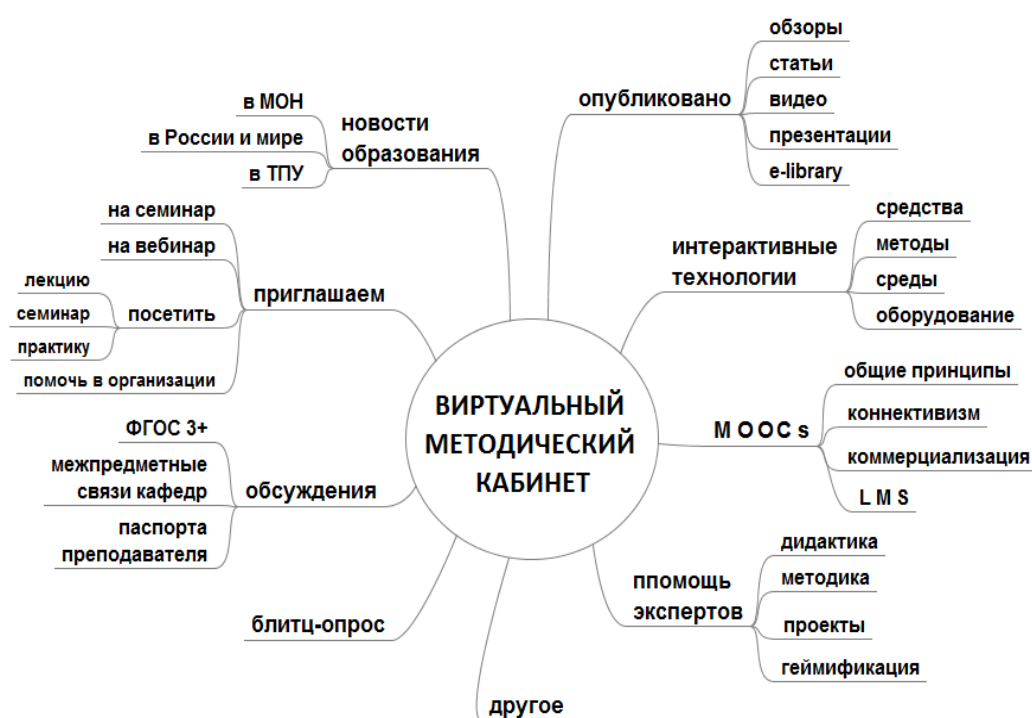 ВИРТУАЛЬНЫЙ
МЕТОДИЧЕСКИЙ
КАБИНЕТ
опубликовано
обзоры
статьи
видео
презентации
e-library
интерактивные
технологии
средства
методы
среды
оборудование
M O O C s
общие принципы
коннективизм
коммерциализация
L M S
ппомощь
экспертов
дидактика
методика
проекты
геймификация
другое
блитц-опрос
обсуждения
ФГОС 3+
межпредметные
связи кафедр
паспорта
преподавателя
приглашаем
на семинар
на вебинар
посетить
лекцию
семинар
практику
помочь в организации
новости
образования
в МОН
в России и мире
в ТПУ